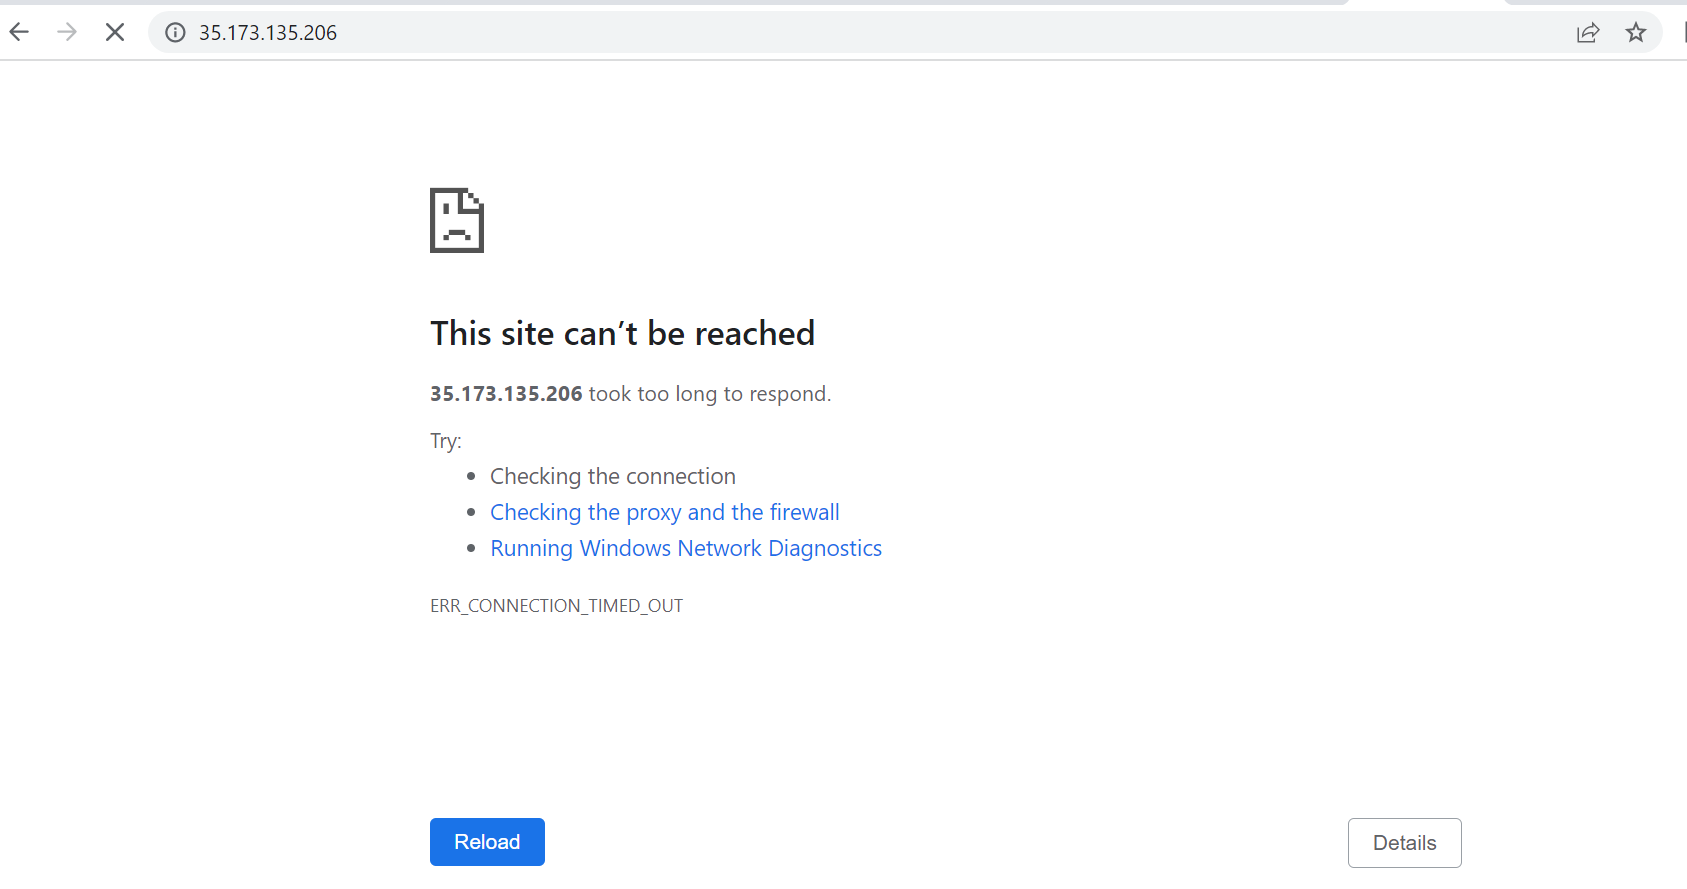 35.173.135.206
This site can’t be reached
35.173.135.206 took too long to respond.
Try:
Checking the connection
Checking the proxy and the firewall
Running Windows Network Diagnostics
ERR_CONNECTION_TIMED_OUT
Reload
Details